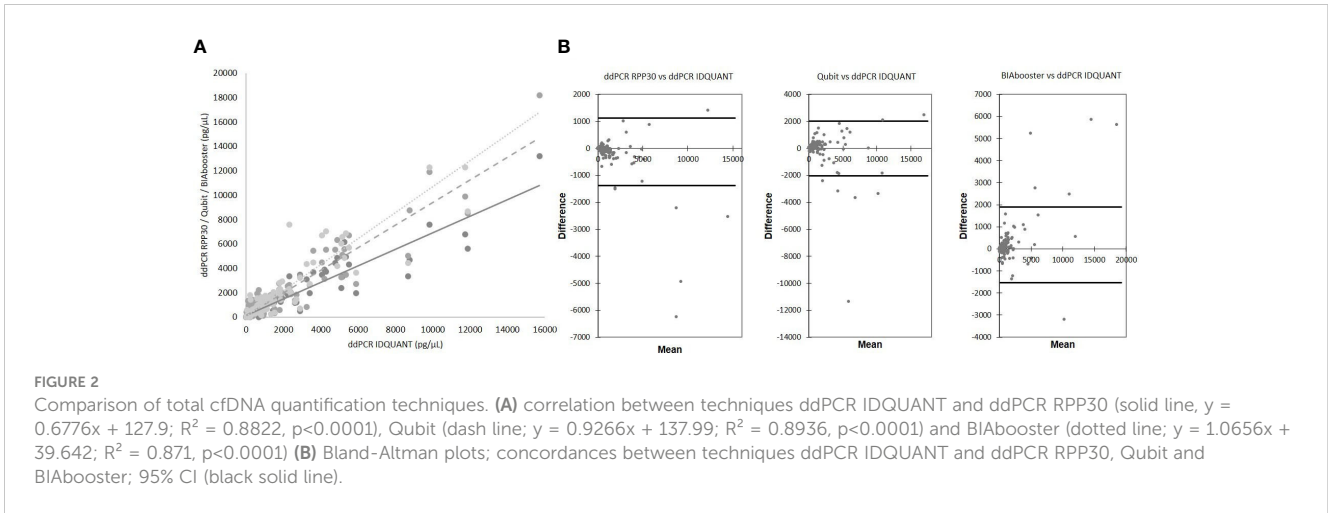 A
B
20000
18000
16000
14000
12000
10000
8000
6000
4000
2000
0
0 2000 4000 6000 8000 10000 12000 14000 16000
ddPCR RPP30 / Qubit / BIAbooster (pg/µL)
ddPCR IDQUANT (pg/µL)
ddPCR RPP30 vs ddPCR IDQUANT
2000
1000
0
-1000
-2000
-3000
-4000
-5000
-6000
-7000
0 5000 10000 15000
Difference
Mean
Qubit vs ddPCR IDQUANT
4000
2000
0
-2000
-4000
-6000
-8000
-10000
-12000
-14000
0 5000 10000 15000
Difference
Mean
BIAbooster vs ddPCR IDQUANT
7000
6000
5000
4000
3000
2000
1000
0
-1000
-2000
-3000
-4000
0 5000 10000 15000 20000
Difference
Mean
FIGURE 2
Comparison of total cfDNA quantification techniques. (A) correlation between techniques ddPCR IDQUANT and ddPCR RPP30 (solid line, y =
0.6776x + 127.9; R² = 0.8822, p<0.0001), Qubit (dash line; y = 0.9266x + 137.99; R² = 0.8936, p<0.0001) and BIAbooster (dotted line; y = 1.0656x +
39.642; R² = 0.871, p<0.0001) (B) Bland-Altman plots; concordances between techniques ddPCR IDQUANT and ddPCR RPP30, Qubit and
BIAbooster; 95% CI (black solid line).